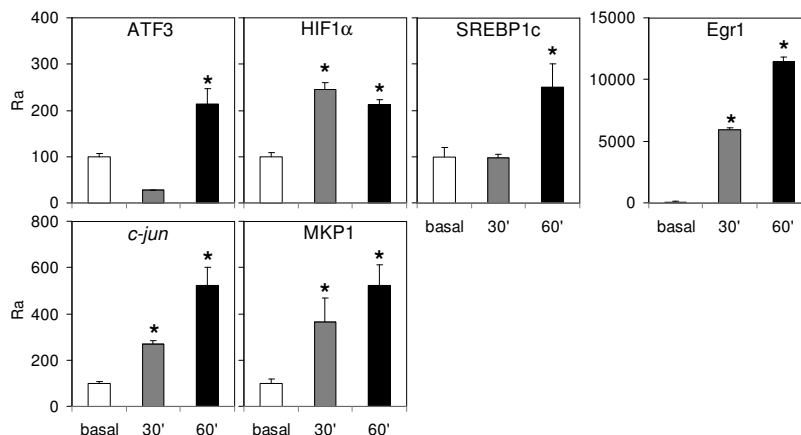 ATF3
HIF1α
SREBP1c
Egr1
Ra
400
300
200
100
0
*
*
*
*
15000
10000
5000
0
*
*
basal 30' 60'
basal 30' 60'
c-jun
MKP1
Ra
800
600
400
200
0
*
*
*
*
basal 30' 60'
basal 30' 60'